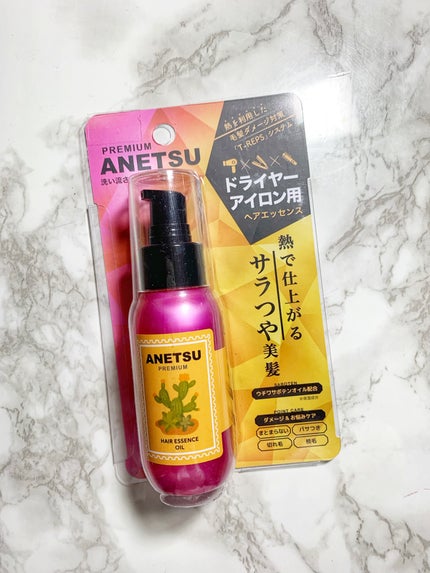 PREMIUM
ANETSU
洗い流さ
熱を利用した
毛髪ダメージ対策
「T-REPS」システム
ドライヤー
アイロン用
ヘアエッセンス
熱で仕上がる
サラつや美髪
SABOTEN
ウチワサボテンオイル配合
POINT CARE
ダメージ&お悩みケア
まとまらない
パサつき
切れ毛
枝毛
ANETSU
PREMIUM
HAIR ESSENCE
OIL